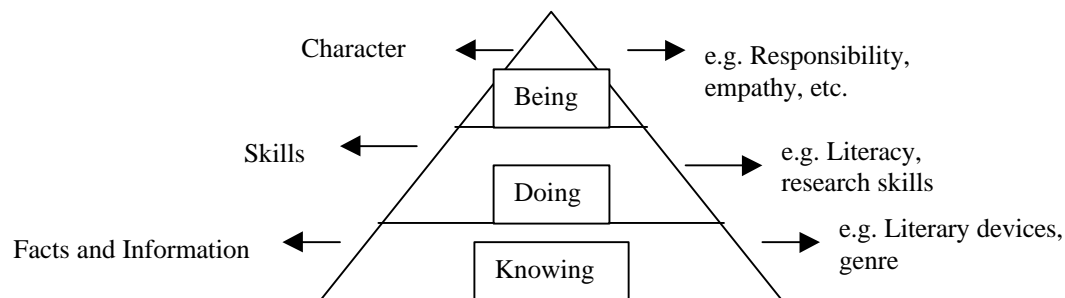 Character
e.g. Responsibility,
empathy, etc.
Being
Skills
e.g. Literacy,
research skills
Doing
Facts and Information
e.g. Literary devices,
genre
Knowing